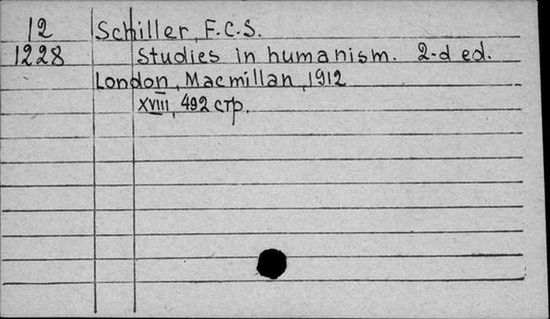 12 Schiller, F.C.S.
1228 Studies in humanism. 2-d ed.
London, Macmillan, 1912
XVIII, 492 стр.